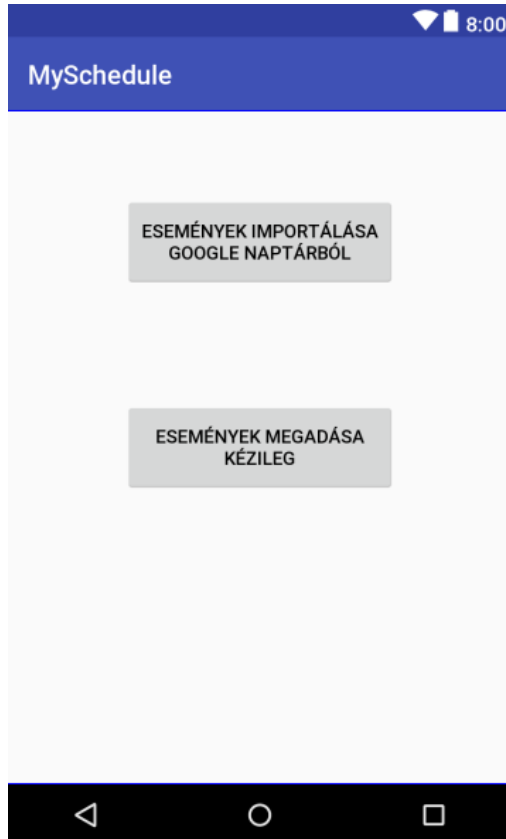 8:00
MySchedule
ESEMÉNYEK IMPORTÁLÁSA
GOOGLE NAPTÁRBÓL
ESEMÉNYEK MEGADÁSA
KÉZILEG